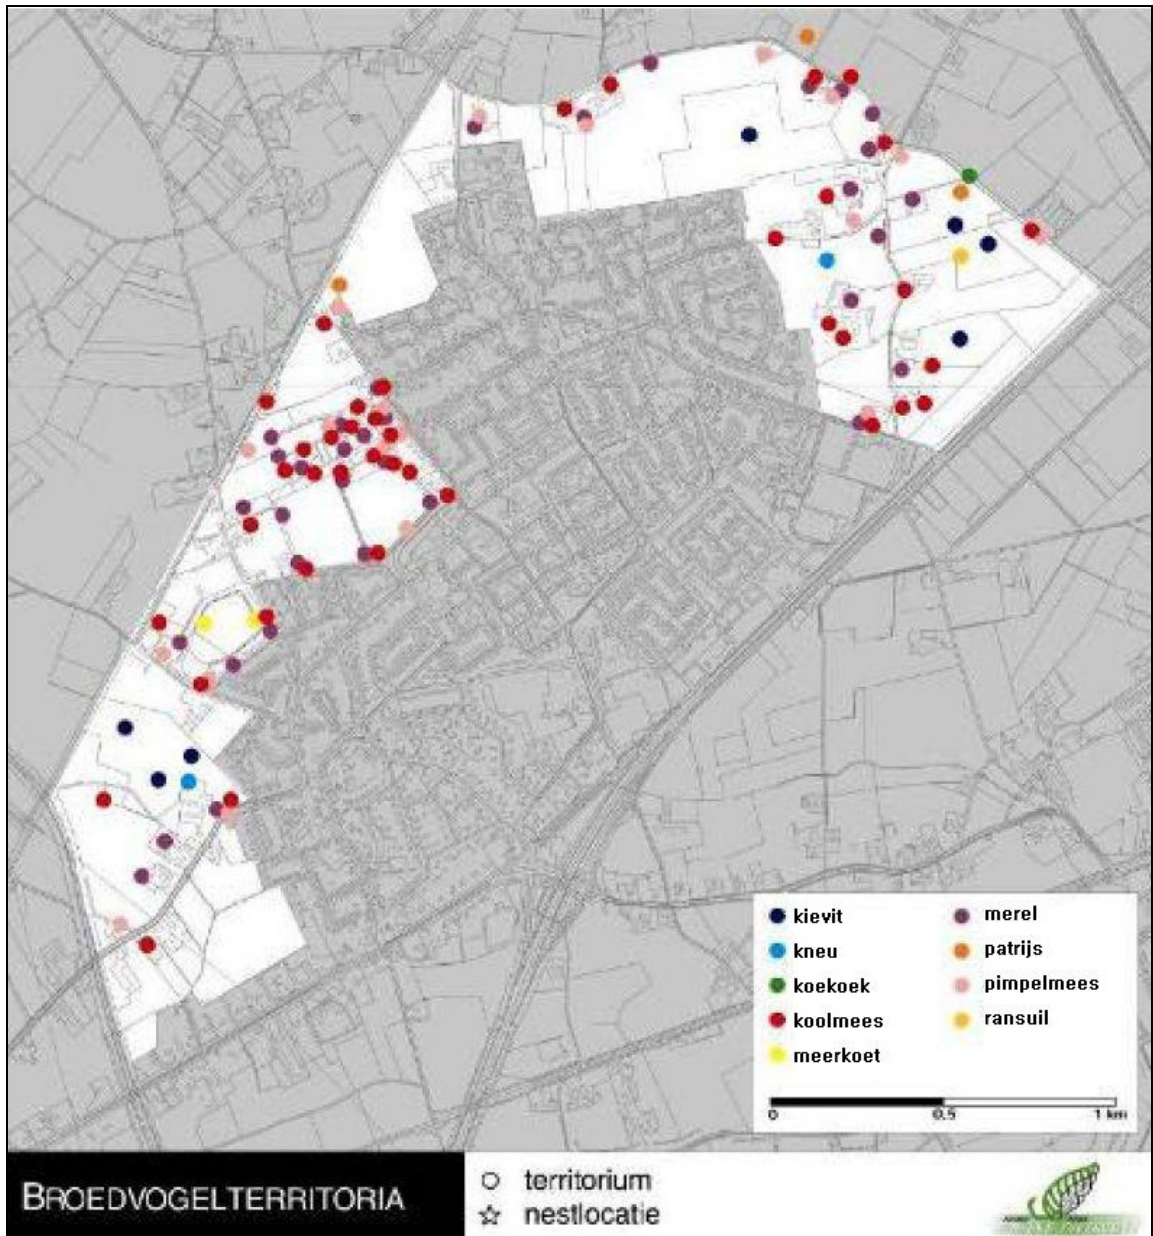 kievit
kneu
koekoek
koolmees
meerkoet
merel
patrijs
pimpelmees
ransuil
0 0.5 1 km
BROEDVOGELTERRITORIA
territorium
nestlocatie